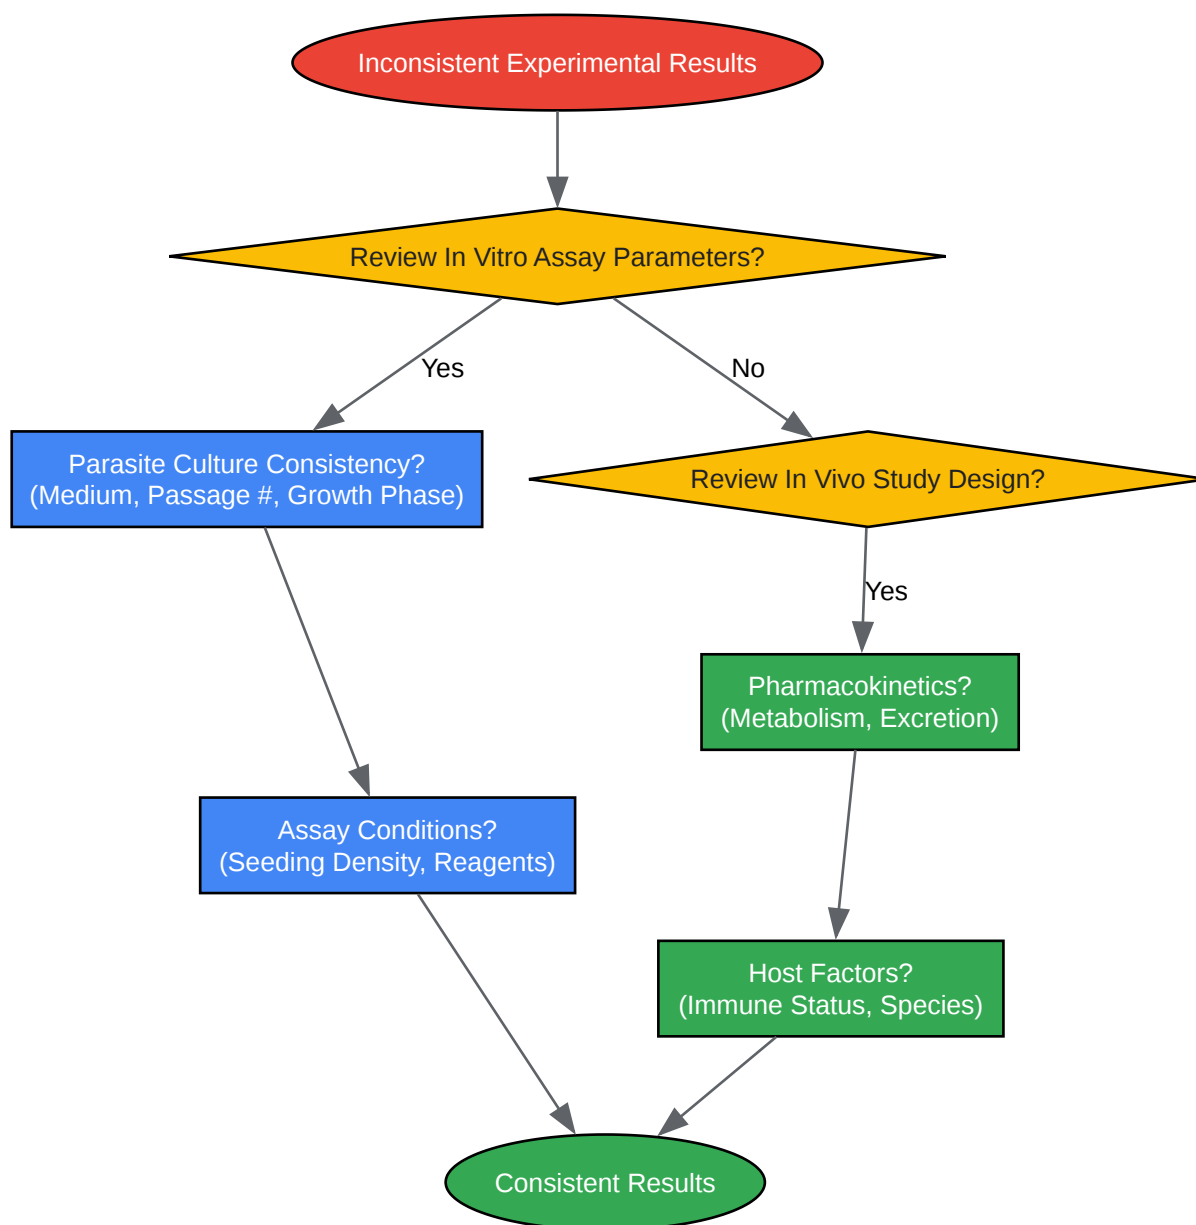 Inconsistent Experimental Results
Review In Vitro Assay Parameters?
Yes
No
Parasite Culture Consistency?
(Medium, Passage #, Growth Phase)
Review In Vivo Study Design?
Yes
Pharmacokinetics?
(Metabolism, Excretion)
Assay Conditions?
(Seeding Density, Reagents)
Host Factors?
(Immune Status, Species)
Consistent Results